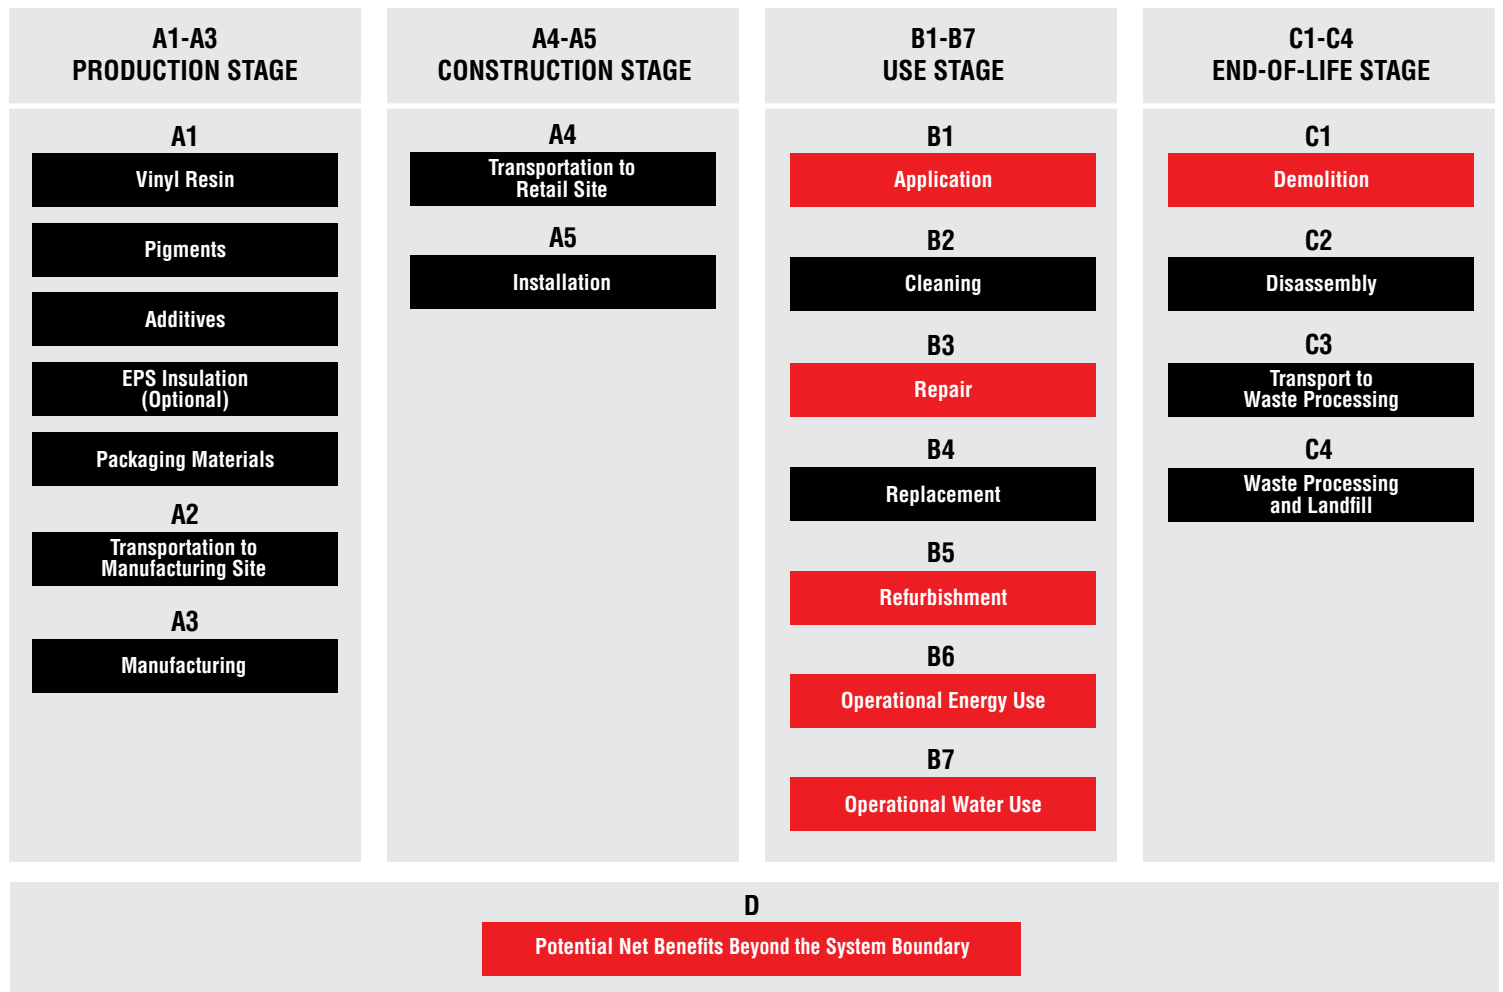 A1-A3
PRODUCTION STAGE
A1
Vinyl Resin
Pigments
Additives
EPS Insulation
(Optional)
Packaging Materials
A2
Transportation to
Manufacturing Site
A3
Manufacturing
A4-A5
CONSTRUCTION STAGE
A4
Transportation to
Retail Site
A5
Installation
B1-B7
USE STAGE
B1
Application
B2
Cleaning
B3
Repair
B4
Replacement
B5
Refurbishment
B6
Operational Energy Use
B7
Operational Water Use
C1-C4
END-OF-LIFE STAGE
C1
Demolition
C2
Disassembly
C3
Transport to
Waste Processing
C4
Waste Processing
and Landfill
D
Potential Net Benefits Beyond the System Boundary